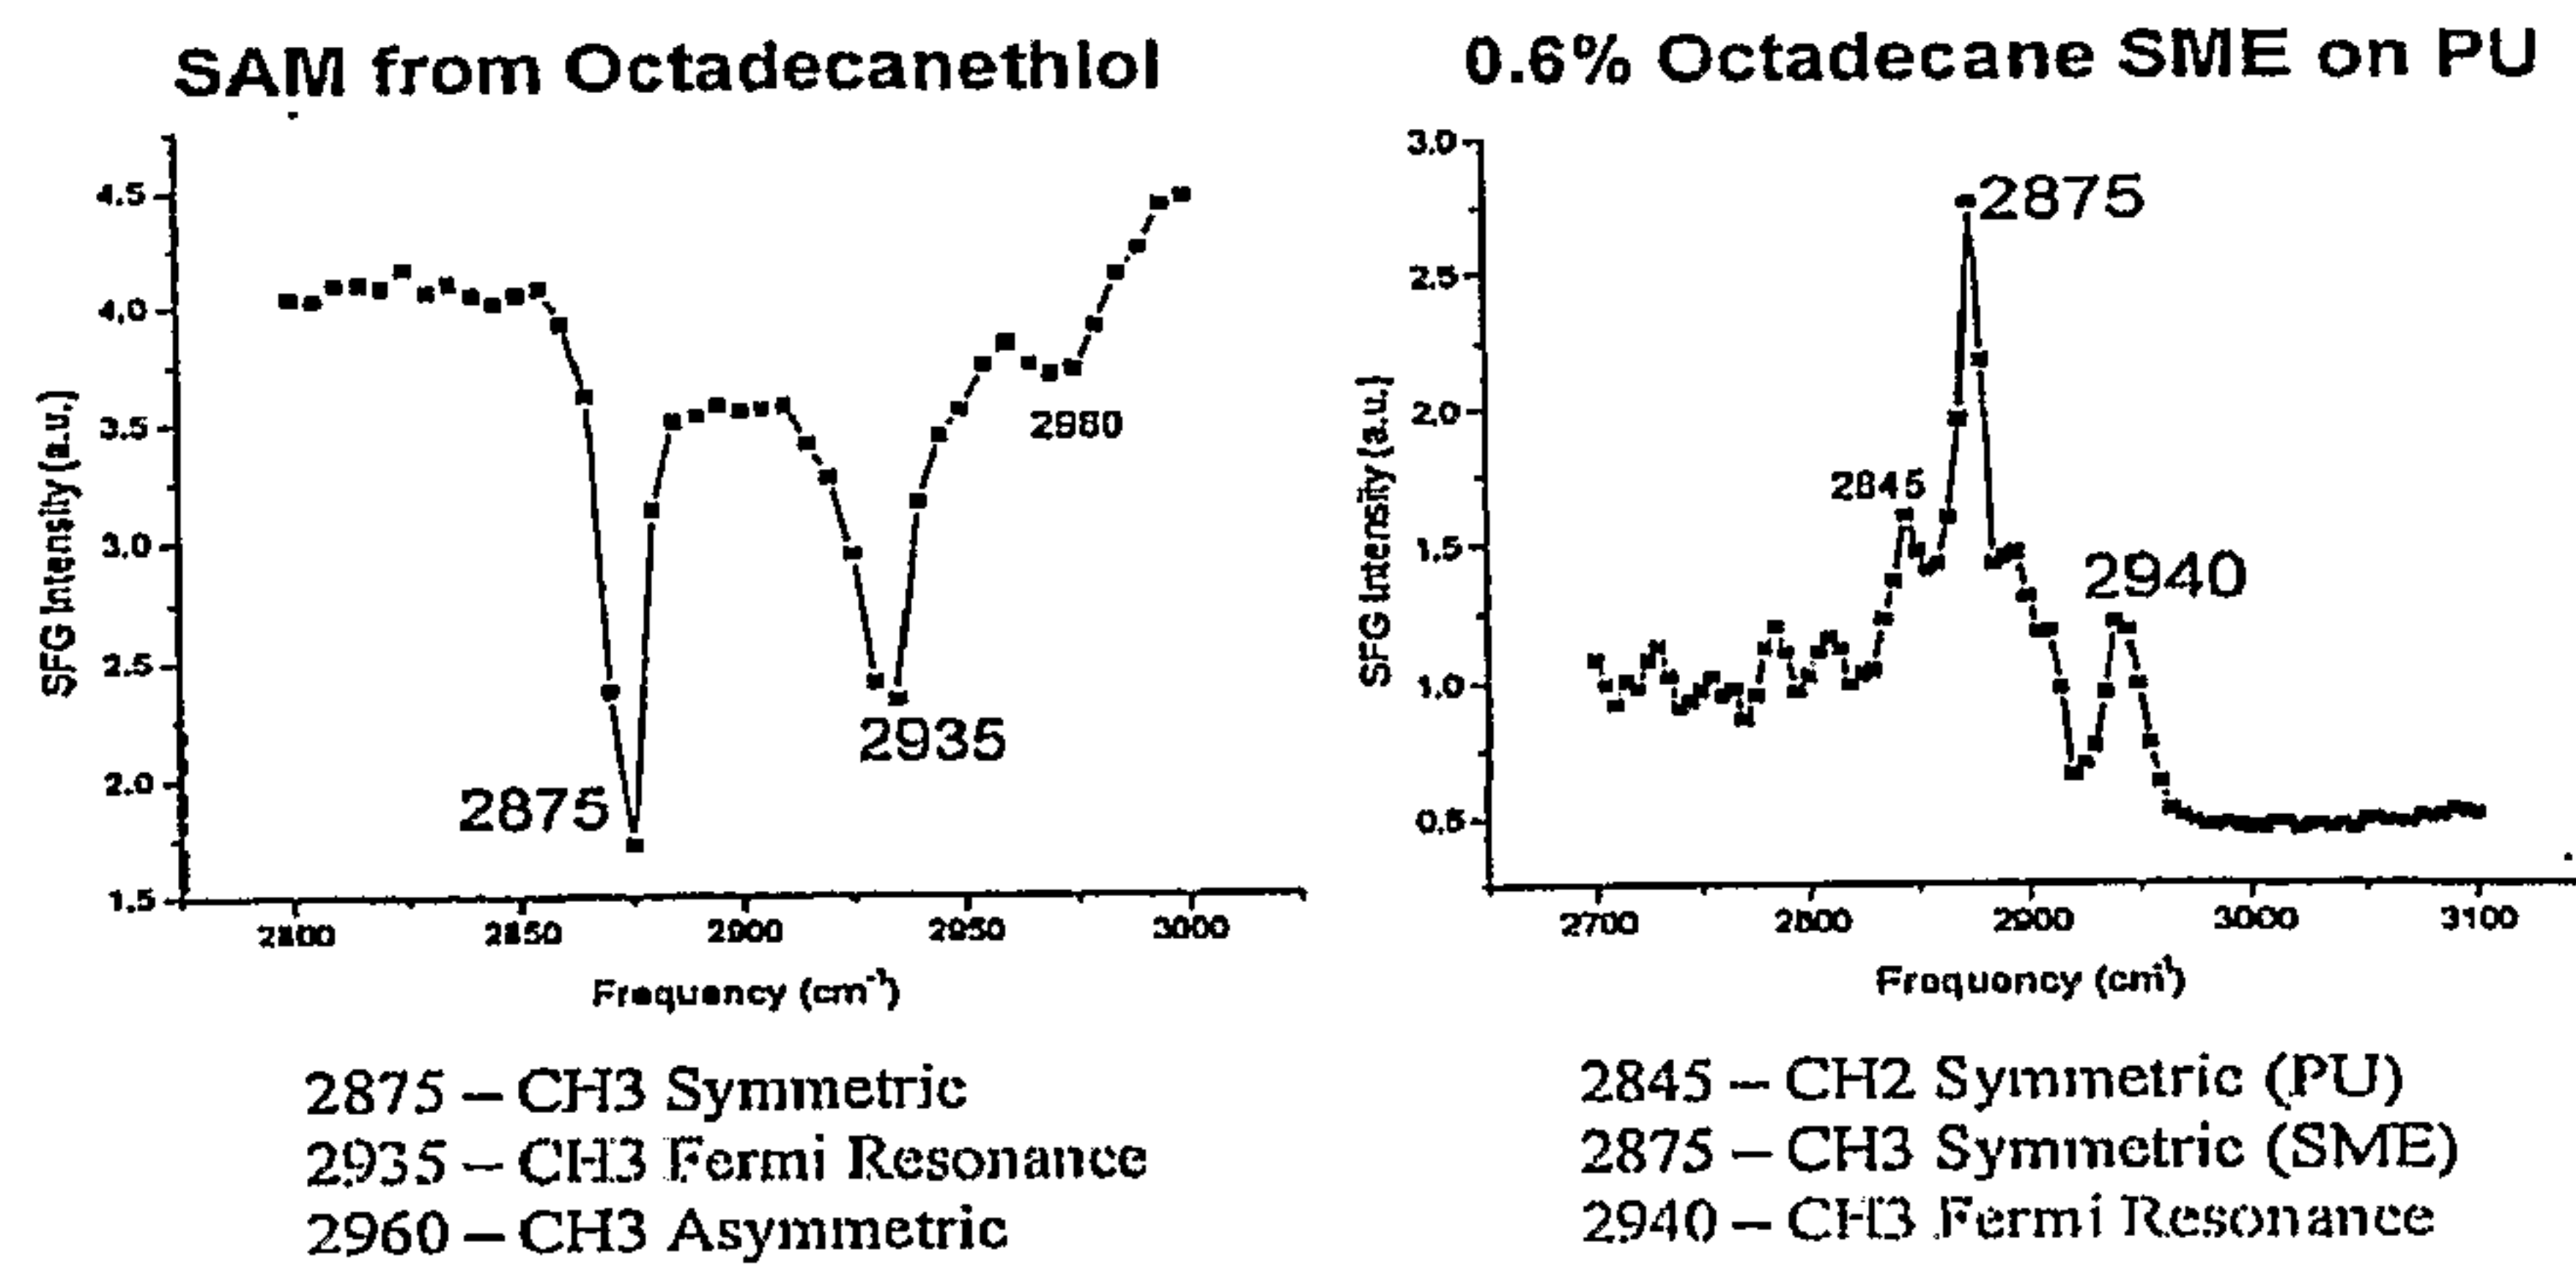 SAM from Octadecanethiol
4.5
4.0
3.5
3.0
2.5
2.0
1.5
SFG Intensity (a.u.)
2875
2935
2980
2800
2850
2900
2950
3000
Frequency (cm⁻¹)
2875 – CH3 Symmetric
2935 – CH3 Fermi Resonance
2960 – CH3 Asymmetric
0.6% Octadecane SME on PU
3.0
2.5
2.0
1.5
1.0
0.5
SFG Intensity (a.u.)
2845
2875
2940
2700
2800
2900
3000
3100
Frequency (cm¹)
2845 – CH2 Symmetric (PU)
2875 – CH3 Symmetric (SME)
2940 – CH3 Fermi Resonance